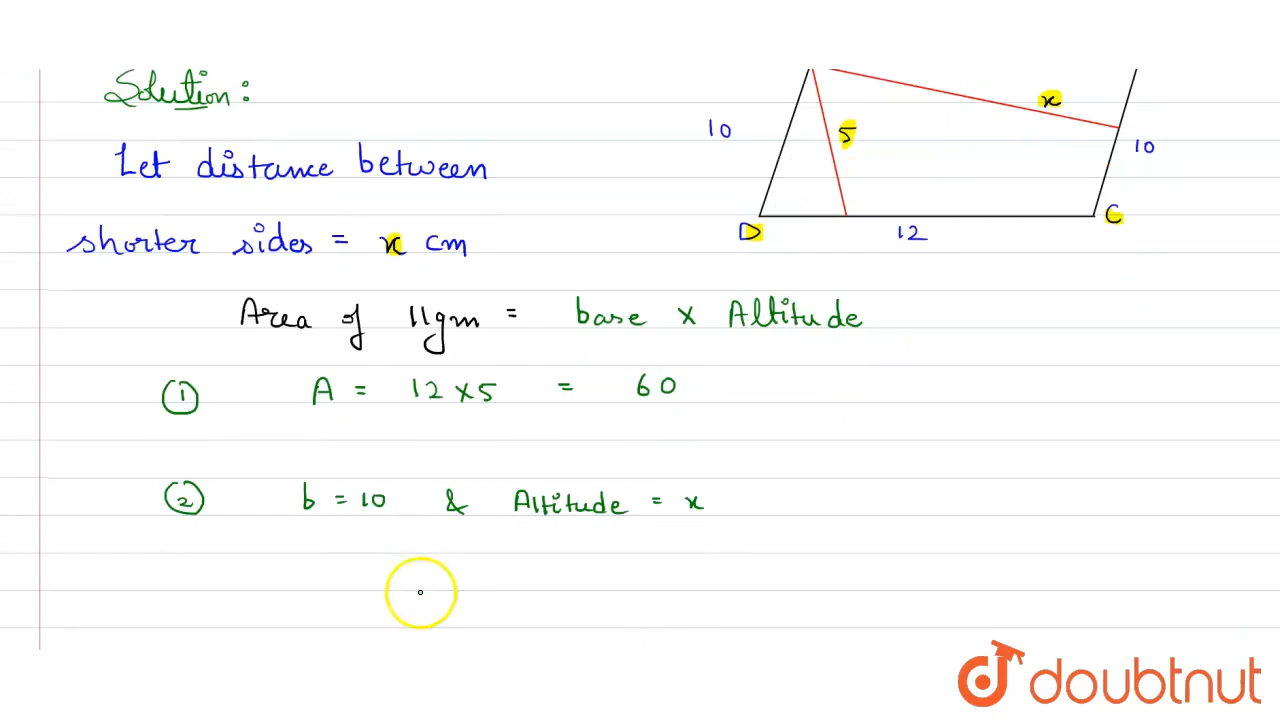 Solution:
Let distance between
shorter sides = x cm
10
5
x
10
D
12
C
Area of llgm = base x Altitude
① A = 12 x 5 = 60
② b = 10 & Altitude = x
doubtnut